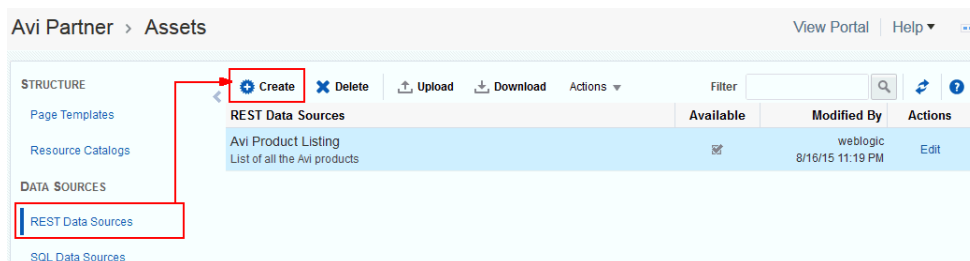 Avi Partner > Assets
View Portal
Help
STRUCTURE
Page Templates
Resource Catalogs
DATA SOURCES
REST Data Sources
SQL Data Sources
Create
Delete
Upload
Download
Actions
Filter
REST Data Sources
Available
Modified By
Actions
Avi Product Listing
List of all the Avi products
weblogic
8/16/15 11:19 PM
Edit